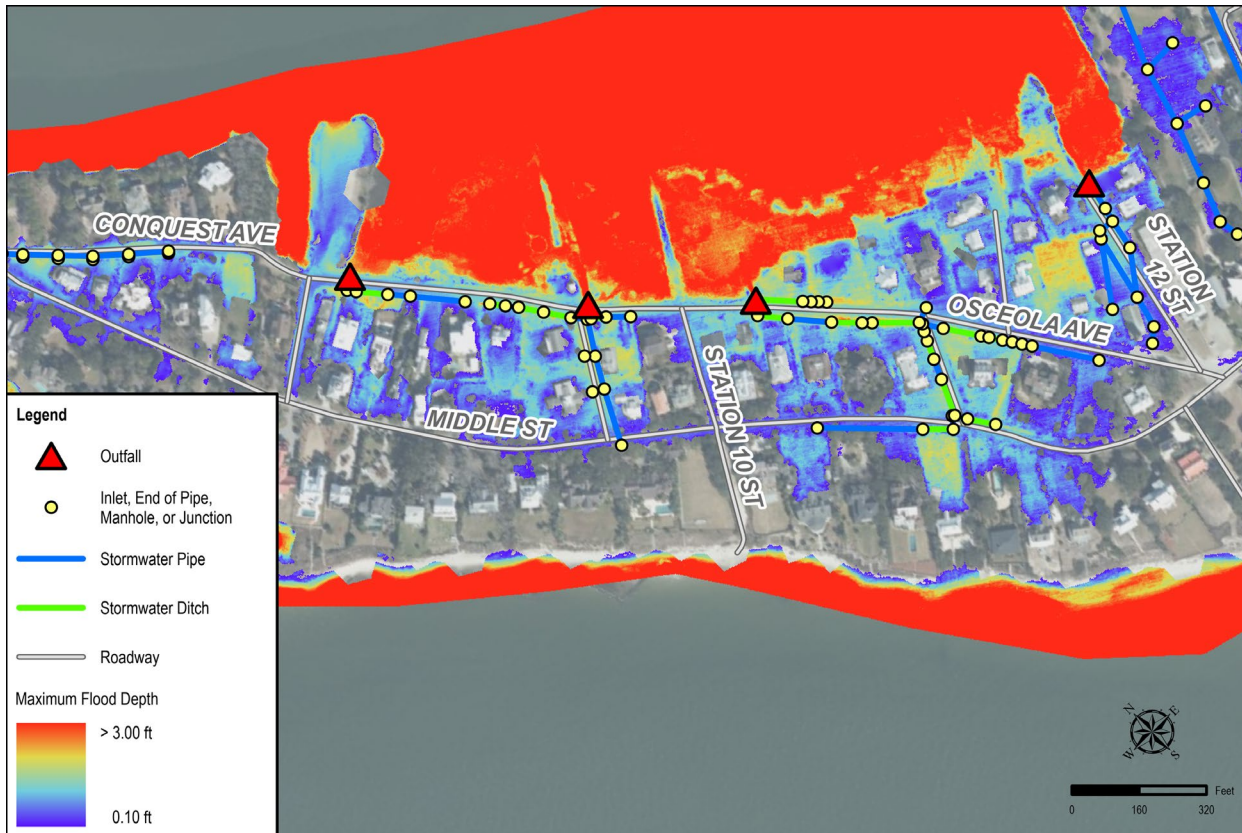 CONQUEST AVE
OSCEOLA AVE
STATION
12 ST
MIDDLE ST
STATION 10 ST
Legend
Outfall
Inlet, End of Pipe,
Manhole, or Junction
Stormwater Pipe
Stormwater Ditch
Roadway
Maximum Flood Depth
> 3.00 ft
0.10 ft
N
E
W
S
Feet
0 160 320